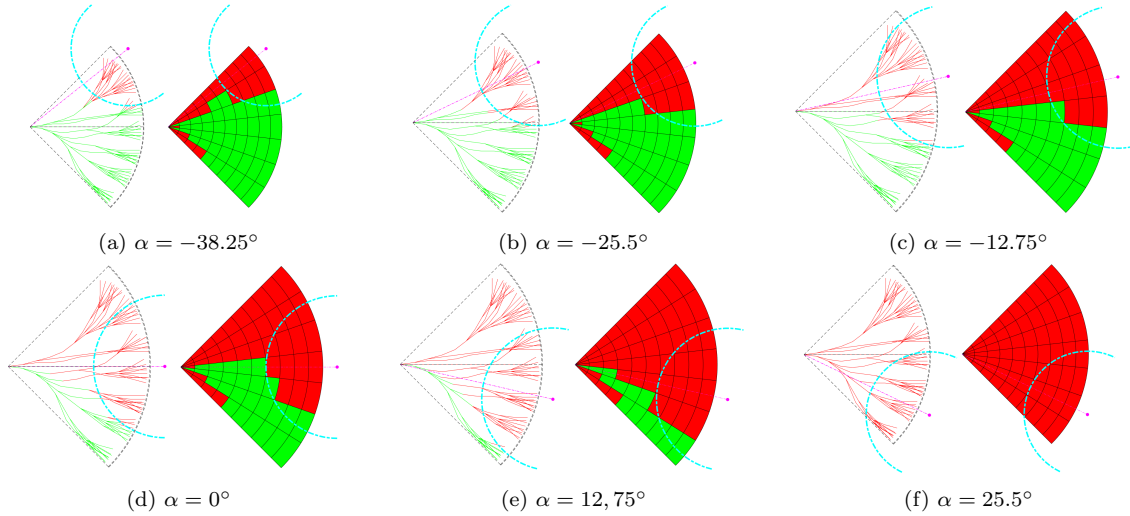 (a) α = −38.25°
(b) α = −25.5°
(c) α = −12.75°
(d) α = 0°
(e) α = 12, 75°
(f) α = 25.5°